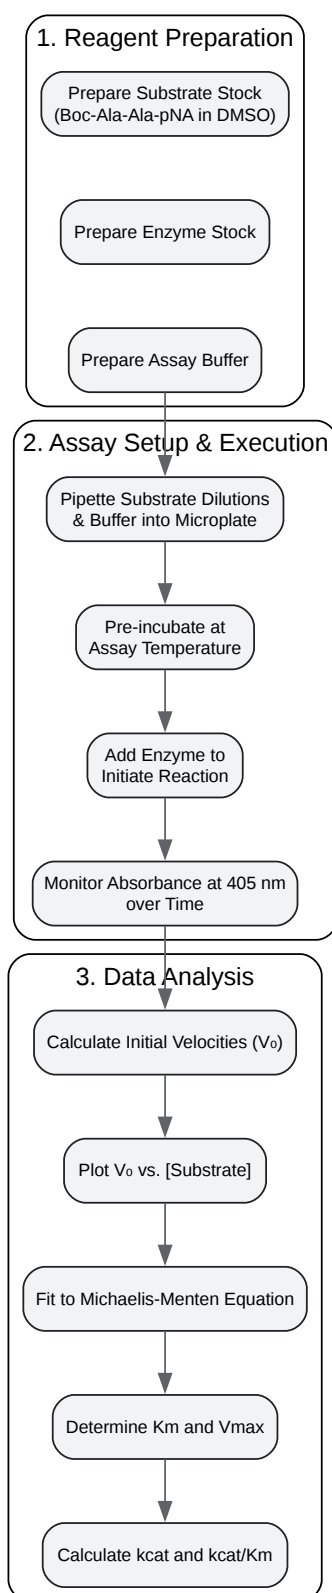 1. Reagent Preparation
Prepare Substrate Stock
(Boc-Ala-Ala-pNA in DMSO)
Prepare Enzyme Stock
Prepare Assay Buffer
2. Assay Setup & Execution
Pipette Substrate Dilutions
& Buffer into Microplate
Pre-incubate at
Assay Temperature
Add Enzyme to
Initiate Reaction
Monitor Absorbance at 405 nm
over Time
3. Data Analysis
Calculate Initial Velocities (V₀)
Plot V₀ vs. [Substrate]
Fit to Michaelis-Menten Equation
Determine Km and Vmax
Calculate kcat and kcat/Km